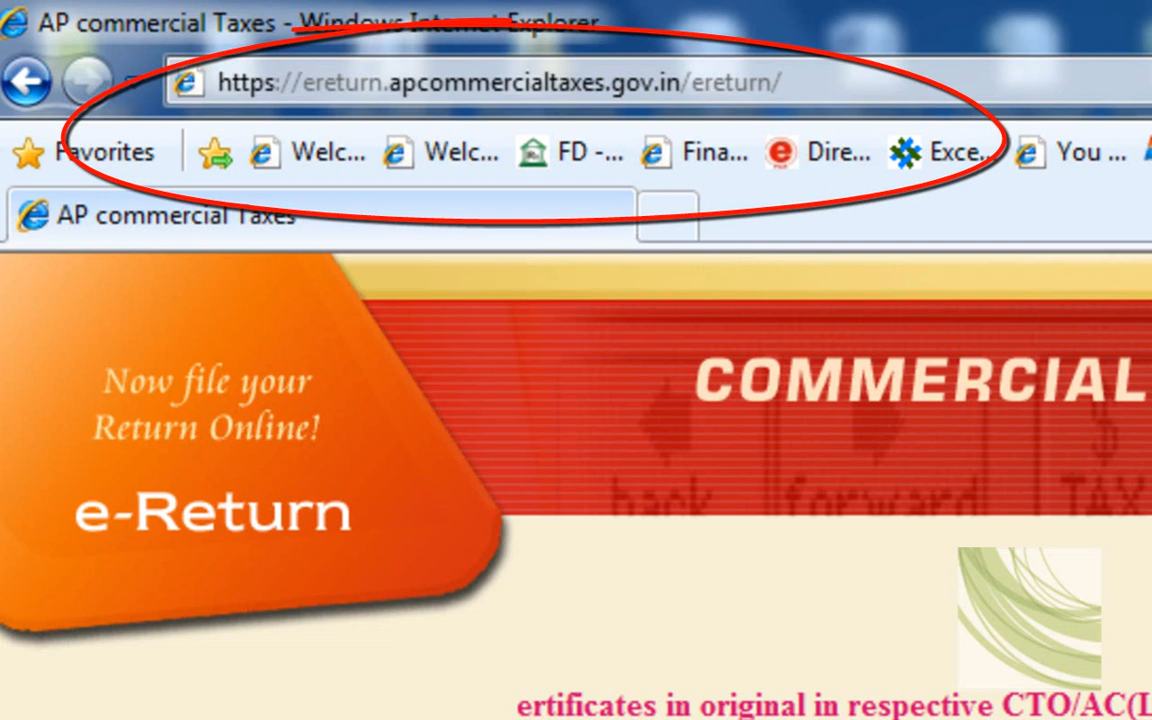 AP commercial Taxes - Windows Internet Explorer
https://ereturn.apcommercialtaxes.gov.in/ereturn/
Favorites Welc... Welc... FD -... Fina... Dire... Exce... You ...
AP commercial Taxes
Now file your
Return Online!
e-Return
COMMERCIAL
back forward TAX
ertificates in original in respective CTO/AC(L